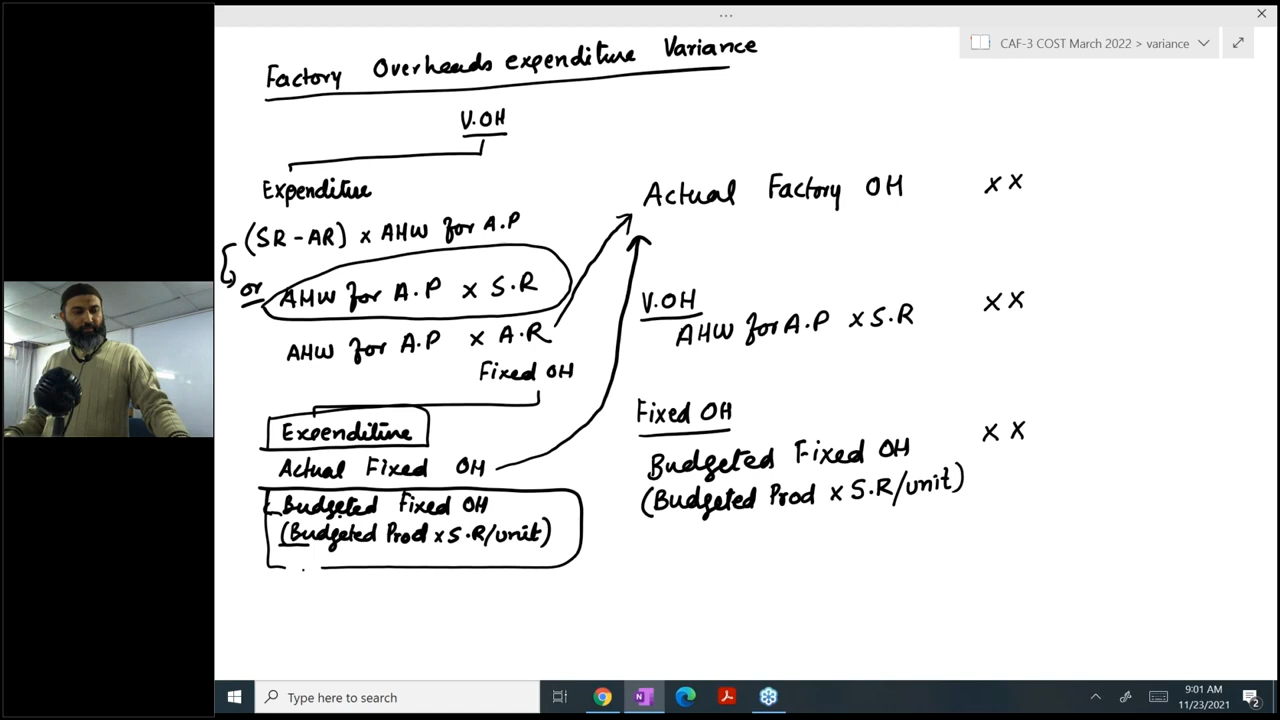 CAF-3 COST March 2022 > variance
Factory Overheads expenditure Variance
V.OH
Expenditure
(SR-AR) x AHW for A.P
or AHW for A.P x S.R
AHW for A.P x A.R
Fixed OH
Expenditure
Actual Fixed OH
Budgeted Fixed OH
(Budgeted Prod x S.R/unit)
Actual Factory OH x x
V.OH
AHW for A.P x S.R x x
Fixed OH
Budgeted Fixed OH x x
(Budgeted Prod x S.R/unit)
Type here to search
9:01 AM
11/23/2021
2